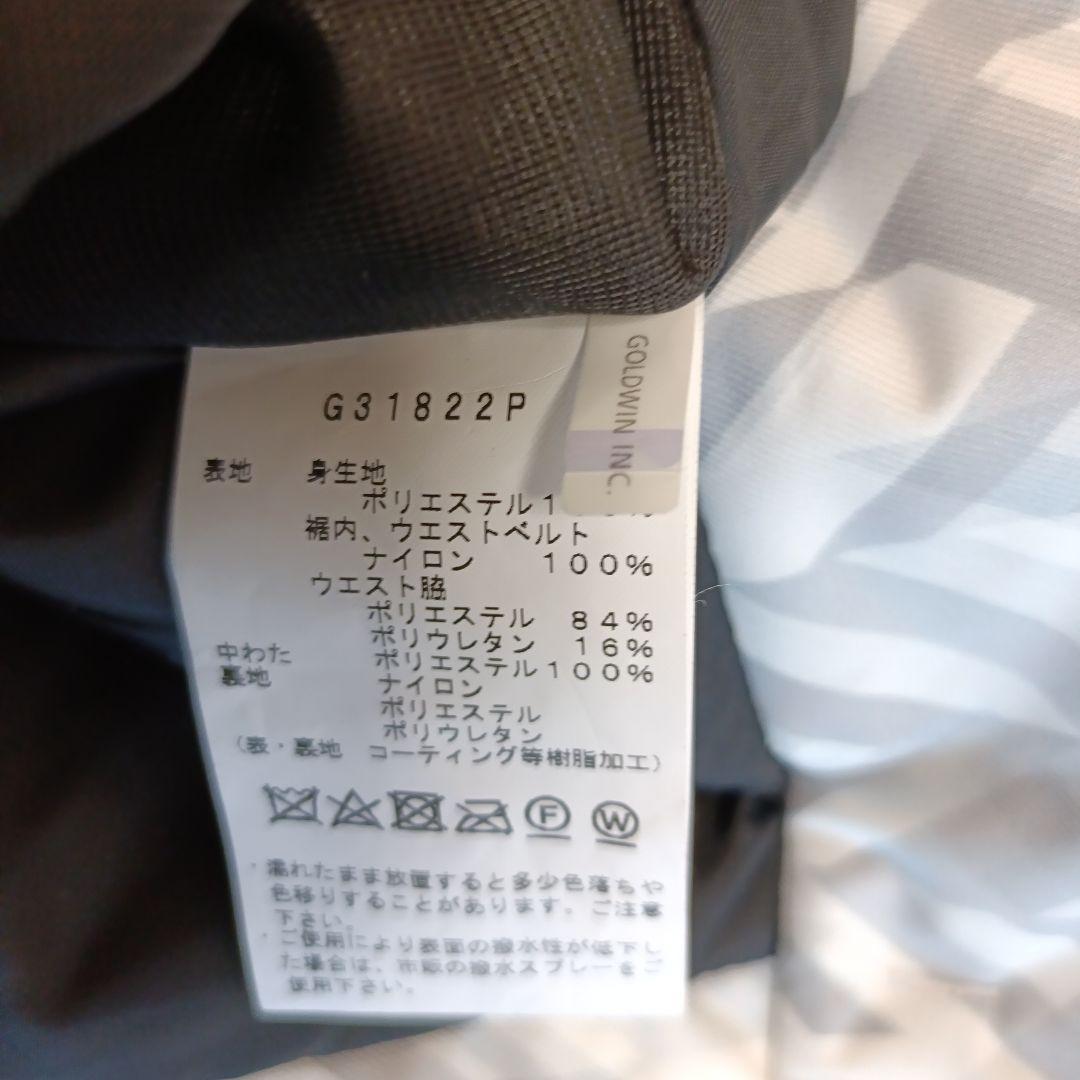 GOLDWIN INC.
G31822P
表地 身生地
ポリエステル1
裾内、ウエストベルト
ナイロン 100%
ウエスト脇
ポリエステル 84%
ポリウレタン 16%
中わた ポリエステル100%
裏地 ナイロン
ポリエステル
ポリウレタン
(表・裏地 コーティング等樹脂加工)
F W
・濡れたまま放置すると多少色落ちや
色移りすることがあります。ご注意
下さい。
・ご使用により表面の撥水性が低下し
た場合は、市販の撥水スプレーをご
使用下さい。